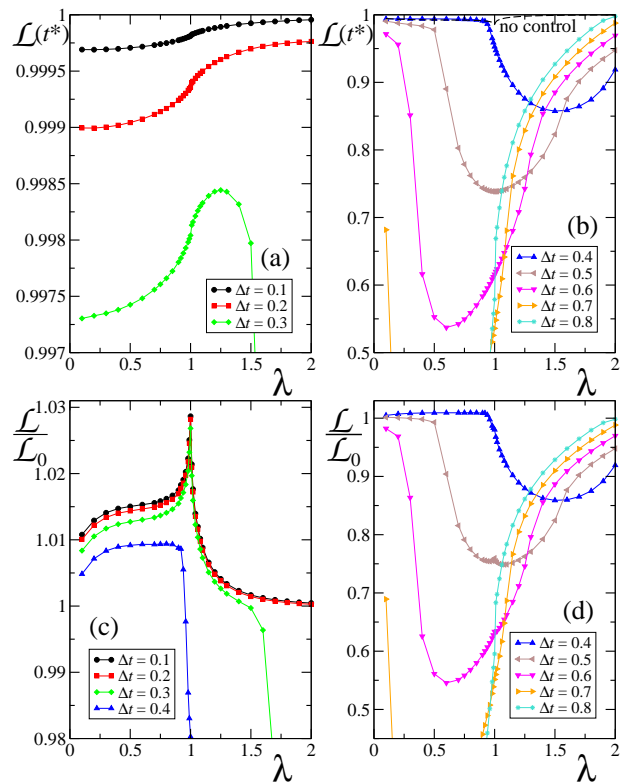 ℒ(t*)
0.9995
0.999
0.9985
0.998
0.9975
0.997
0 0.5 1 1.5 2
λ
(a)
Δt = 0.1
Δt = 0.2
Δt = 0.3
ℒ(t*)
1
0.9
0.8
0.7
0.6
0.5
0 0.5 1 1.5 2
λ
no control
(b)
Δt = 0.4
Δt = 0.5
Δt = 0.6
Δt = 0.7
Δt = 0.8
ℒ
ℒ0
1.03
1.02
1.01
1
0.99
0.98
0 0.5 1 1.5 2
λ
(c)
Δt = 0.1
Δt = 0.2
Δt = 0.3
Δt = 0.4
ℒ
ℒ0
1
0.9
0.8
0.7
0.6
0.5
0 0.5 1 1.5 2
λ
(d)
Δt = 0.4
Δt = 0.5
Δt = 0.6
Δt = 0.7
Δt = 0.8